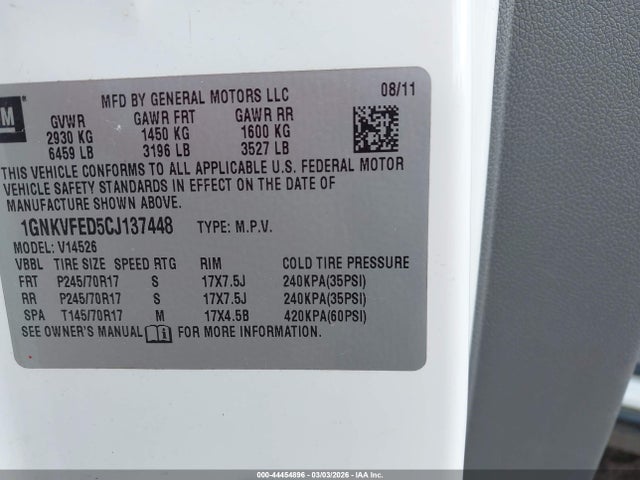 M
MFD BY GENERAL MOTORS LLC 08/11
GVWR GAWR FRT GAWR RR
2930 KG 1450 KG 1600 KG
6459 LB 3196 LB 3527 LB
THIS VEHICLE CONFORMS TO ALL APPLICABLE U.S. FEDERAL MOTOR
VEHICLE SAFETY STANDARDS IN EFFECT ON THE DATE OF
MANUFACTURE SHOWN ABOVE.
1GNKVFED5CJ137448 TYPE: M.P.V.
MODEL: V14526
VBBL TIRE SIZE SPEED RTG RIM COLD TIRE PRESSURE
FRT P245/70R17 S 17X7.5J 240KPA(35PSI)
RR P245/70R17 S 17X7.5J 240KPA(35PSI)
SPA T145/70R17 M 17X4.5B 420KPA(60PSI)
SEE OWNER'S MANUAL FOR MORE INFORMATION.
000-44454896 - 03/03/2026 - IAA Inc.